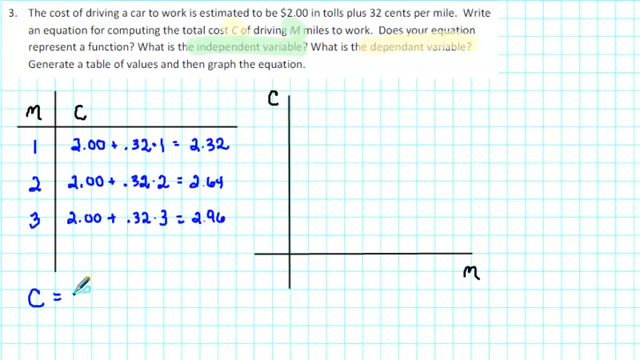 3. The cost of driving a car to work is estimated to be $2.00 in tolls plus 32 cents per mile. Write
an equation for computing the total cost C of driving M miles to work. Does your equation
represent a function? What is the independent variable? What is the dependant variable?
Generate a table of values and then graph the equation.
M C
1 2.00 + .32·1 = 2.32
2 2.00 + .32·2 = 2.64
3 2.00 + .32·3 = 2.96
C =
C
M